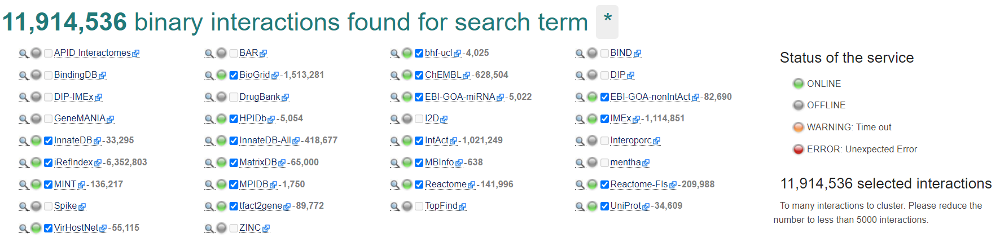 11,914,536 binary interactions found for search term *
APID Interactomes BAR bhf-ucl -4,025 BIND
BindingDB BioGrid -1,513,281 ChEMBL -628,504 DIP
DIP-IMEx DrugBank EBI-GOA-miRNA -5,022 EBI-GOA-nonIntAct -82,690
GeneMANIA HPIDb -5,054 I2D IMEx -1,114,851
InnateDB -33,295 InnateDB-All -418,677 IntAct -1,021,249 Interoporc
iRefIndex -6,352,803 MatrixDB -65,000 MBInfo -638 mentha
MINT -136,217 MPIDB -1,750 Reactome -141,996 Reactome-FIs -209,988
Spike tfact2gene -89,772 TopFind UniProt -34,609
VirHostNet -55,115 ZINC
Status of the service
ONLINE
OFFLINE
WARNING: Time out
ERROR: Unexpected Error
11,914,536 selected interactions
To many interactions to cluster. Please reduce the
number to less than 5000 interactions.